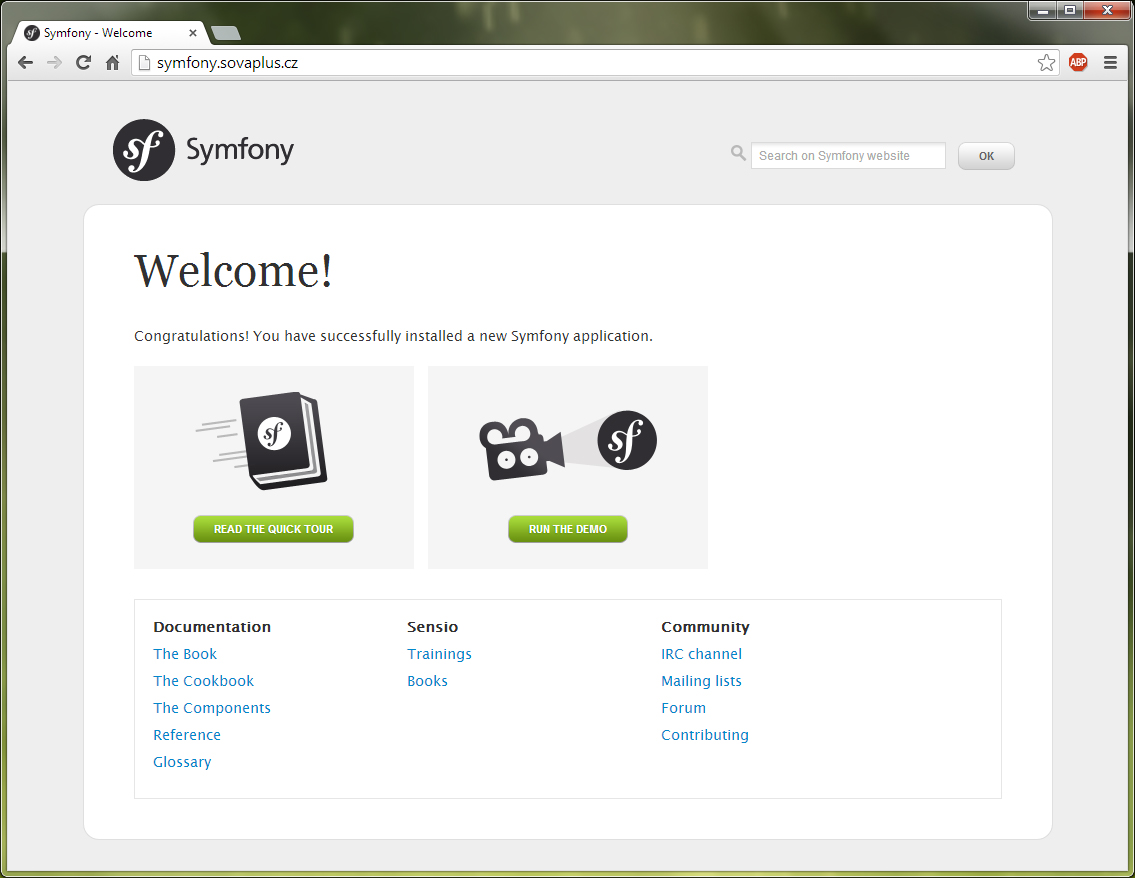 Symfony - Welcome
symfony.sovaplus.cz
ABP
sf Symfony
Search on Symfony website
OK
Welcome!
Congratulations! You have successfully installed a new Symfony application.
sf
sf
READ THE QUICK TOUR
RUN THE DEMO
Documentation
The Book
The Cookbook
The Components
Reference
Glossary
Sensio
Trainings
Books
Community
IRC channel
Mailing lists
Forum
Contributing